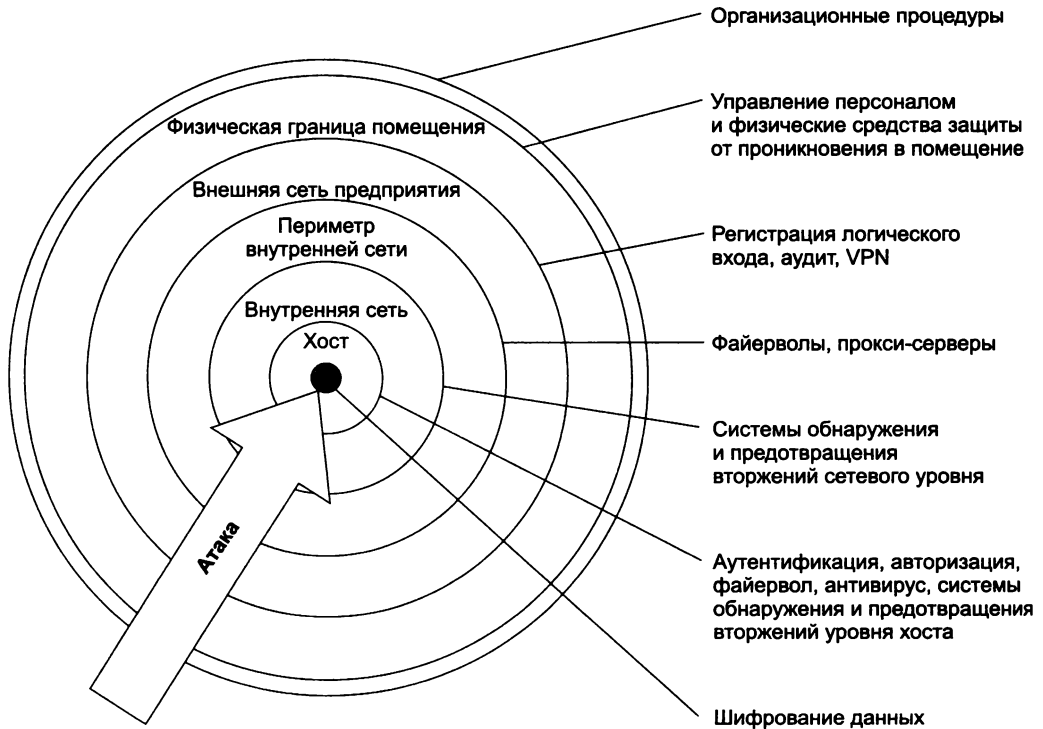 Организационные процедуры
Управление персоналом
и физические средства защиты
от проникновения в помещение
Физическая граница помещения
Внешняя сеть предприятия
Периметр
внутренней сети
Регистрация логического
входа, аудит, VPN
Внутренняя сеть
Хост
Файерволы, прокси-серверы
Системы обнаружения
и предотвращения
вторжений сетевого уровня
Атака
Аутентификация, авторизация,
файервол, антивирус, системы
обнаружения и предотвращения
вторжений уровня хоста
Шифрование данных